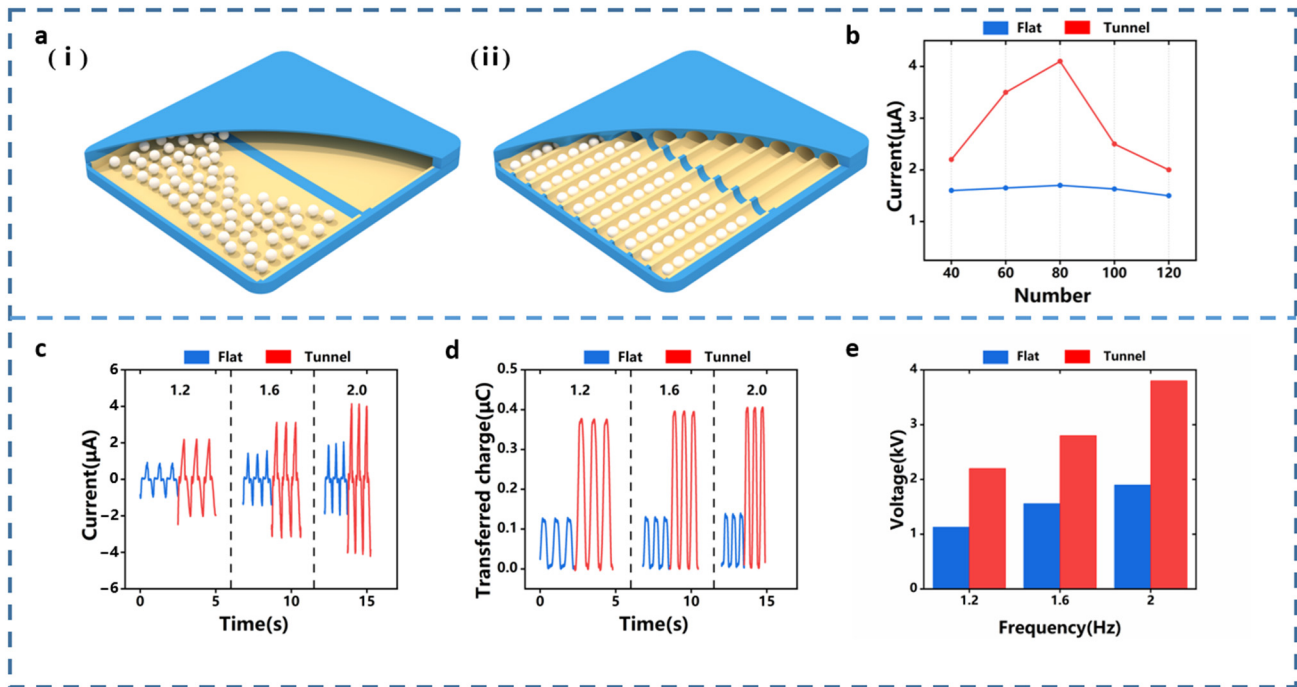 a
(i)
(ii)
b
Flat Tunnel
4
3
2
1
Current(μA)
40 60 80 100 120
Number
c
Flat Tunnel
6
4
2
0
−2
−4
−6
Current(μA)
1.2 1.6 2.0
0 5 10 15
Time(s)
d
Flat Tunnel
0.5
0.4
0.3
0.2
0.1
0.0
Transferred charge(μC)
1.2 1.6 2.0
0 5 10 15
Time(s)
e
Flat Tunnel
4
3
2
1
0
Voltage(kV)
1.2 1.6 2
Frequency(Hz)